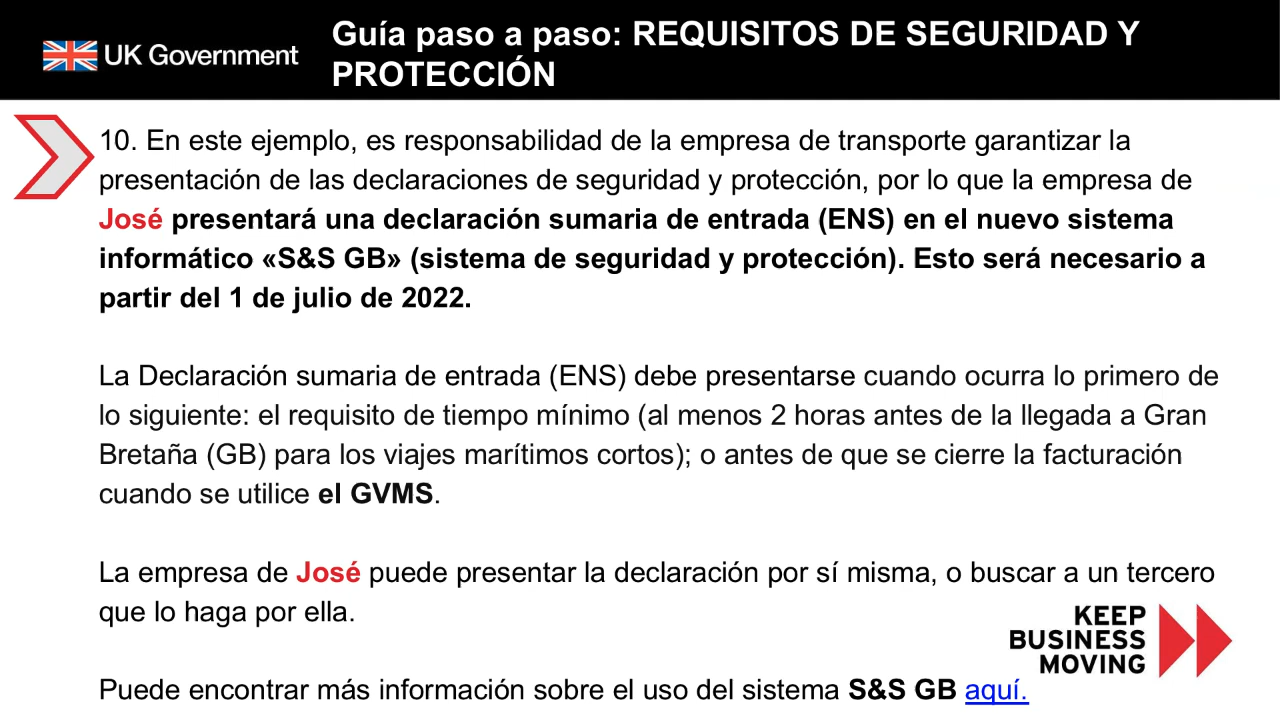 UK Government
Guía paso a paso: REQUISITOS DE SEGURIDAD Y
PROTECCIÓN
10. En este ejemplo, es responsabilidad de la empresa de transporte garantizar la
presentación de las declaraciones de seguridad y protección, por lo que la empresa de
José presentará una declaración sumaria de entrada (ENS) en el nuevo sistema
informático «S&S GB» (sistema de seguridad y protección). Esto será necesario a
partir del 1 de julio de 2022.
La Declaración sumaria de entrada (ENS) debe presentarse cuando ocurra lo primero de
lo siguiente: el requisito de tiempo mínimo (al menos 2 horas antes de la llegada a Gran
Bretaña (GB) para los viajes marítimos cortos); o antes de que se cierre la facturación
cuando se utilice el GVMS.
La empresa de José puede presentar la declaración por sí misma, o buscar a un tercero
que lo haga por ella.
KEEP
BUSINESS
MOVING
Puede encontrar más información sobre el uso del sistema S&S GB aquí.